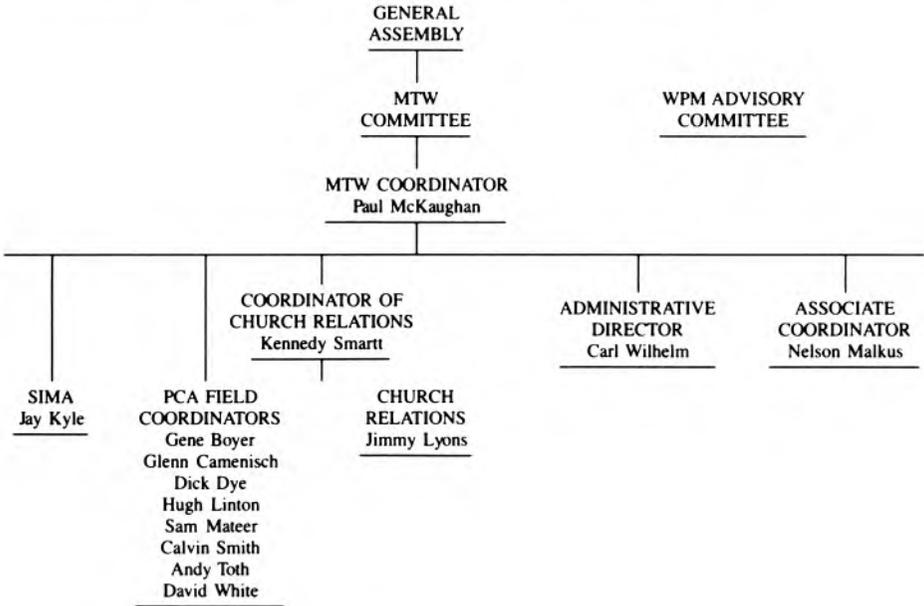 GENERAL
ASSEMBLY
MTW
COMMITTEE
WPM ADVISORY
COMMITTEE
MTW COORDINATOR
Paul McKaughan
COORDINATOR OF
CHURCH RELATIONS
Kennedy Smartt
ADMINISTRATIVE
DIRECTOR
Carl Wilhelm
ASSOCIATE
COORDINATOR
Nelson Malkus
SIMA
Jay Kyle
PCA FIELD
COORDINATORS
Gene Boyer
Glenn Camenisch
Dick Dye
Hugh Linton
Sam Mateer
Calvin Smith
Andy Toth
David White
CHURCH
RELATIONS
Jimmy Lyons